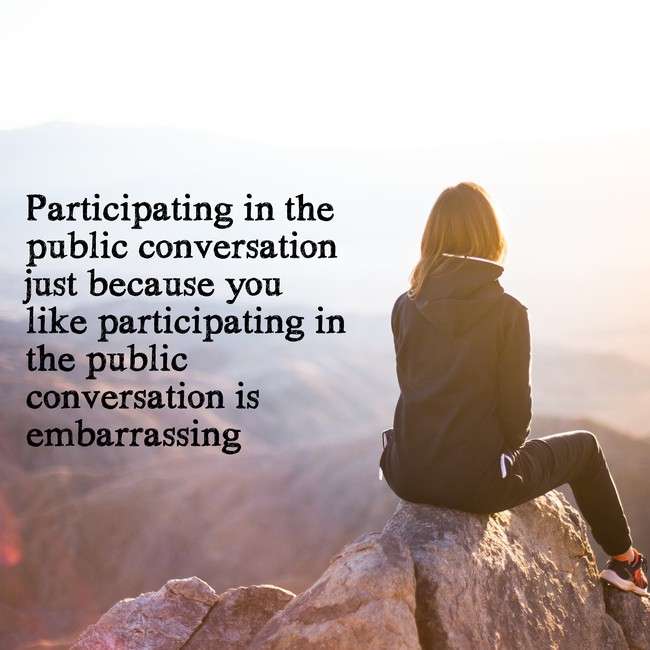 Participating in the
public conversation
just because you
like participating in
the public
conversation is
embarrassing